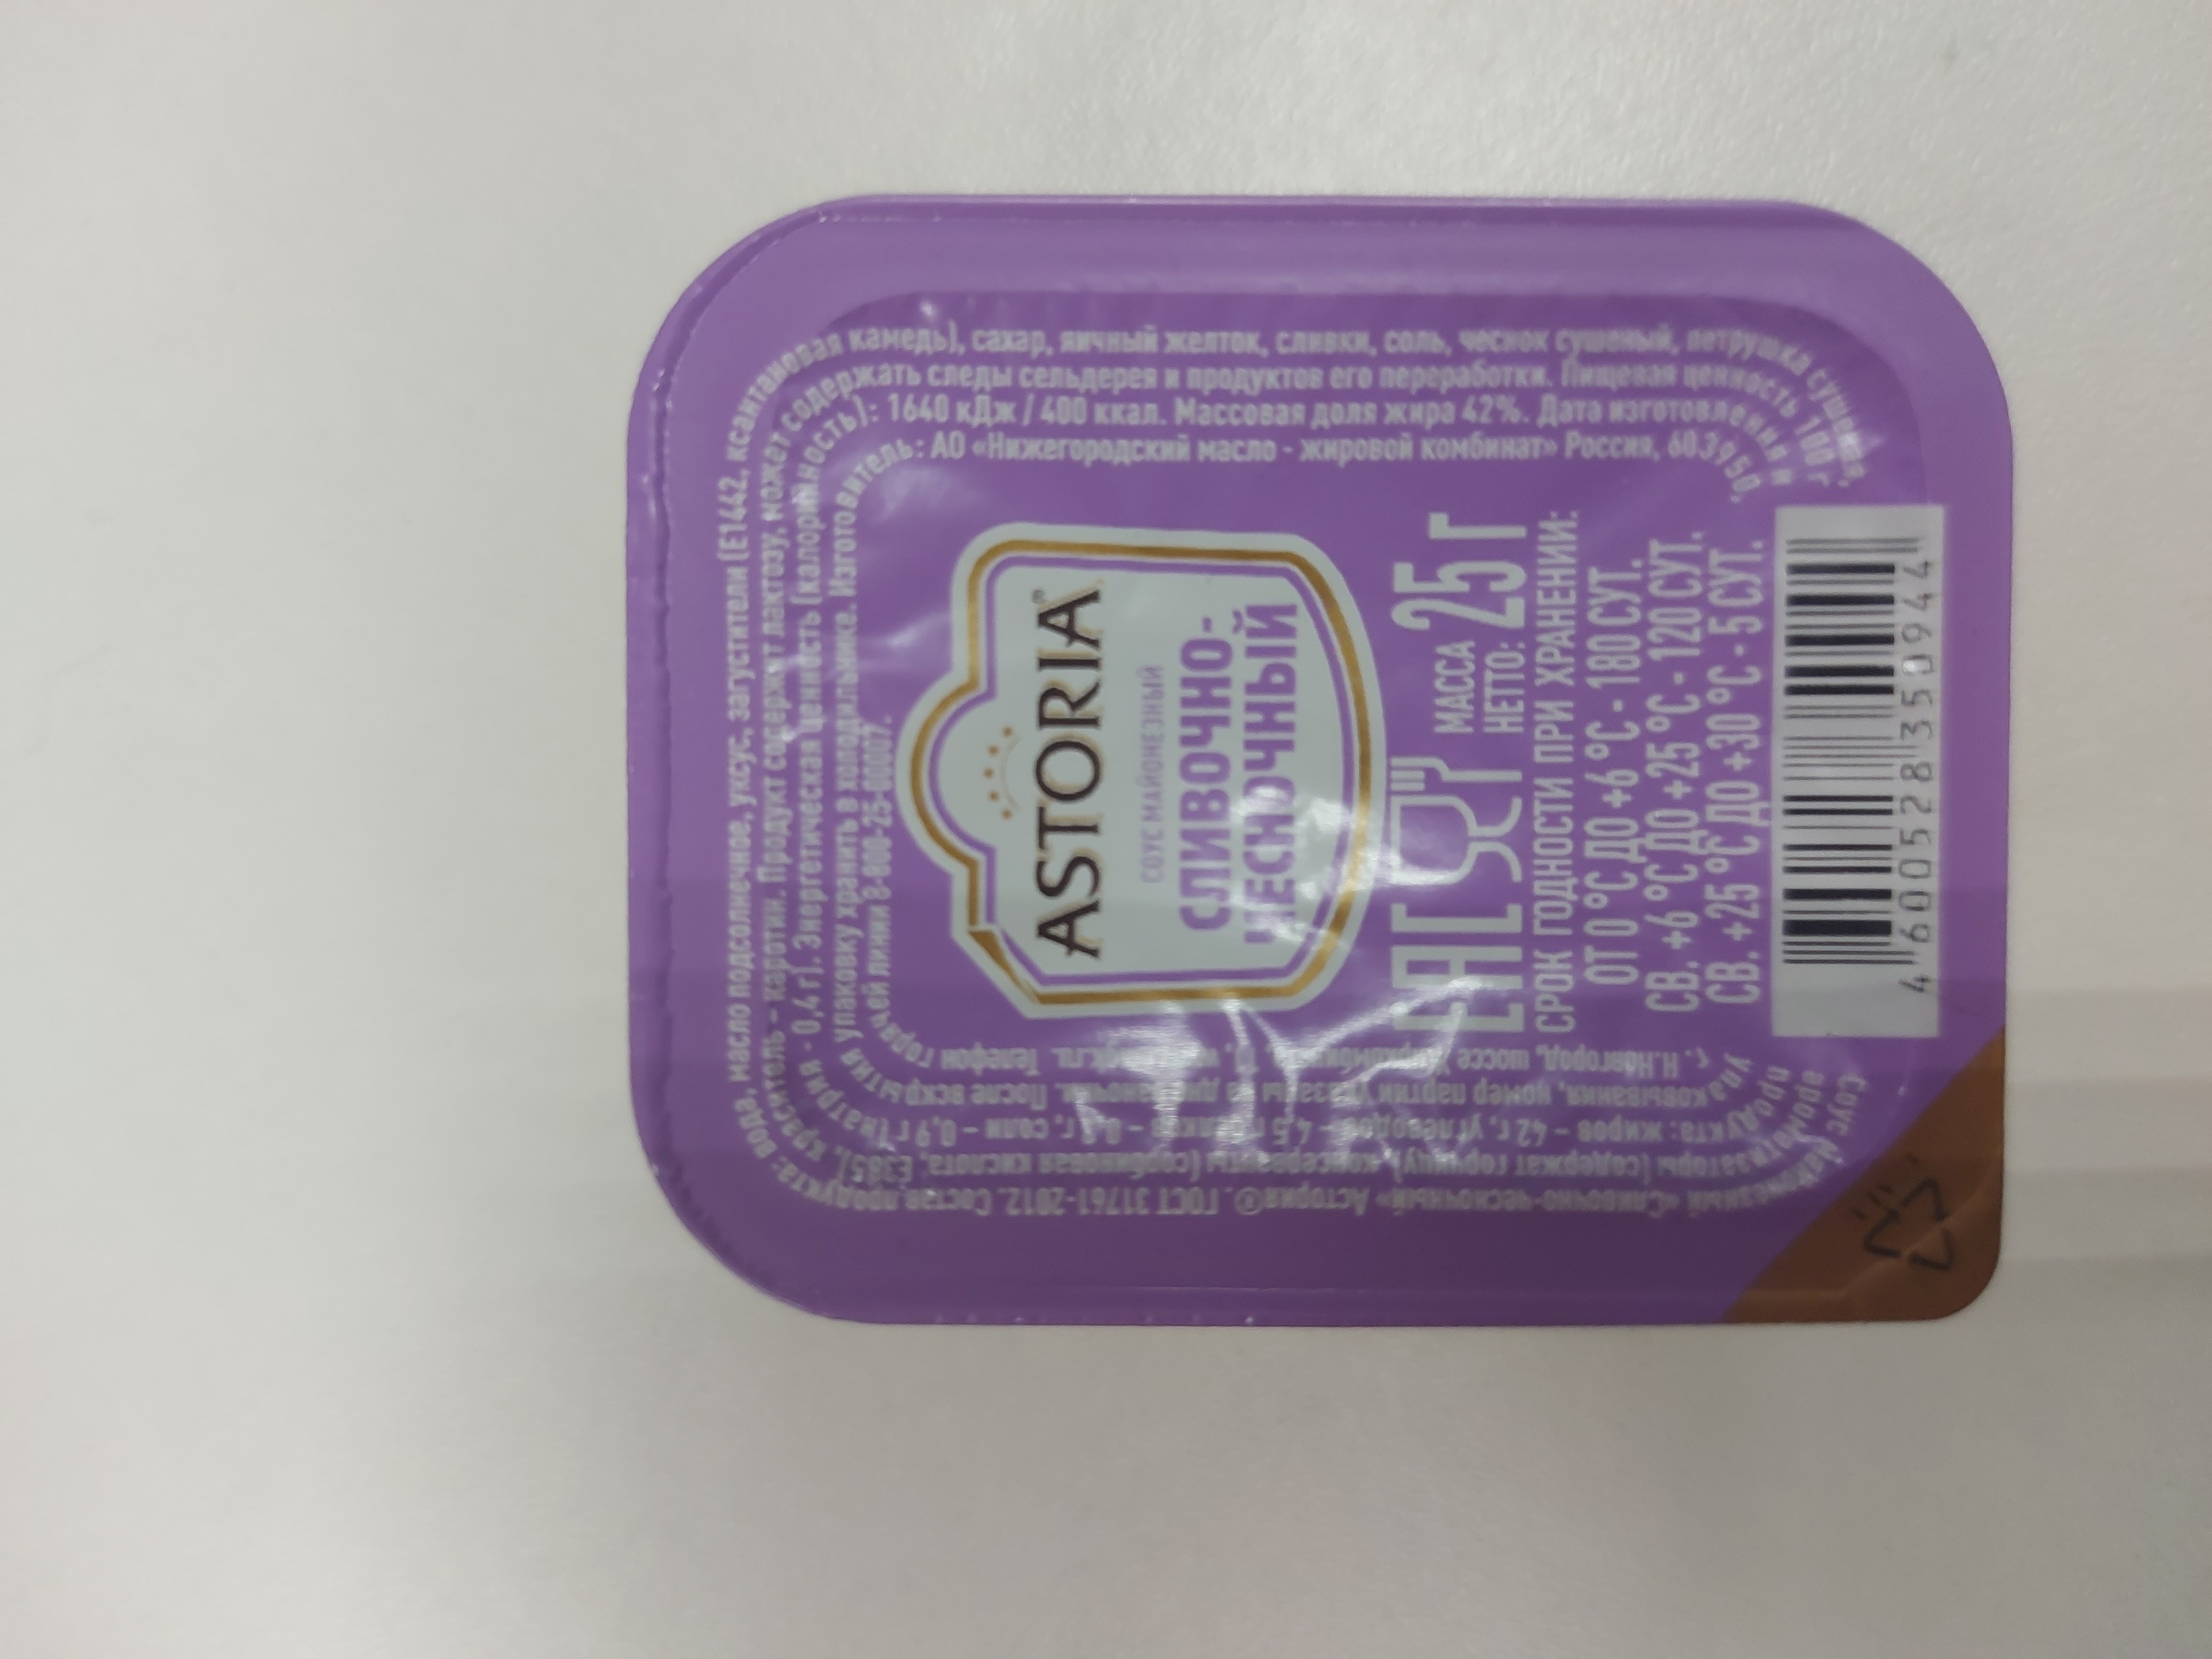 ASTORIA®
СОУС МАЙОНЕЗНЫЙ
СЛИВОЧНО-
ЧЕСНОЧНЫЙ
EAC
МАССА
НЕТТО: 25 Г
СРОК ГОДНОСТИ ПРИ ХРАНЕНИИ:
ОТ 0 °С ДО +6 °С - 180 СУТ.
СВ. +6 °С ДО +25 °С - 120 СУТ.
СВ. +25 °С ДО +30 °С - 5 СУТ.
4 600528 350944
Соус майонезный «Сливочно-чесночный» Астория®. ГОСТ 31761-2012. Состав продукта: вода, масло подсолнечное, уксус, загустители (Е1442, ксантановая камедь), сахар, яичный желток, сливки, соль, чеснок сушеный, петрушка сушеная,
ароматизаторы (содержат горчицу), консерванты (сорбиновая кислота, Е385), краситель – каротин. Продукт содержит лактозу, может содержать следы сельдерея и продуктов его переработки. Пищевая ценность 100 г
продукта: жиров – 42 г, углеводов – 4,5 г, белков – г, соли – 0,9 г (натрия - 0,4 г). Энергетическая ценность (калорийность): 1640 кДж / 400 ккал. Массовая доля жира 42%. Дата изготовления и
упаковывания, номер партии указаны на дне баночки. После вскрытия упаковку хранить в холодильнике. Изготовитель: АО «Нижегородский масло - жировой комбинат» Россия, 603950,
г. Н.Новгород, шоссе Жиркомбината, 11, Телефон горячей линии 8-800-25-00007.